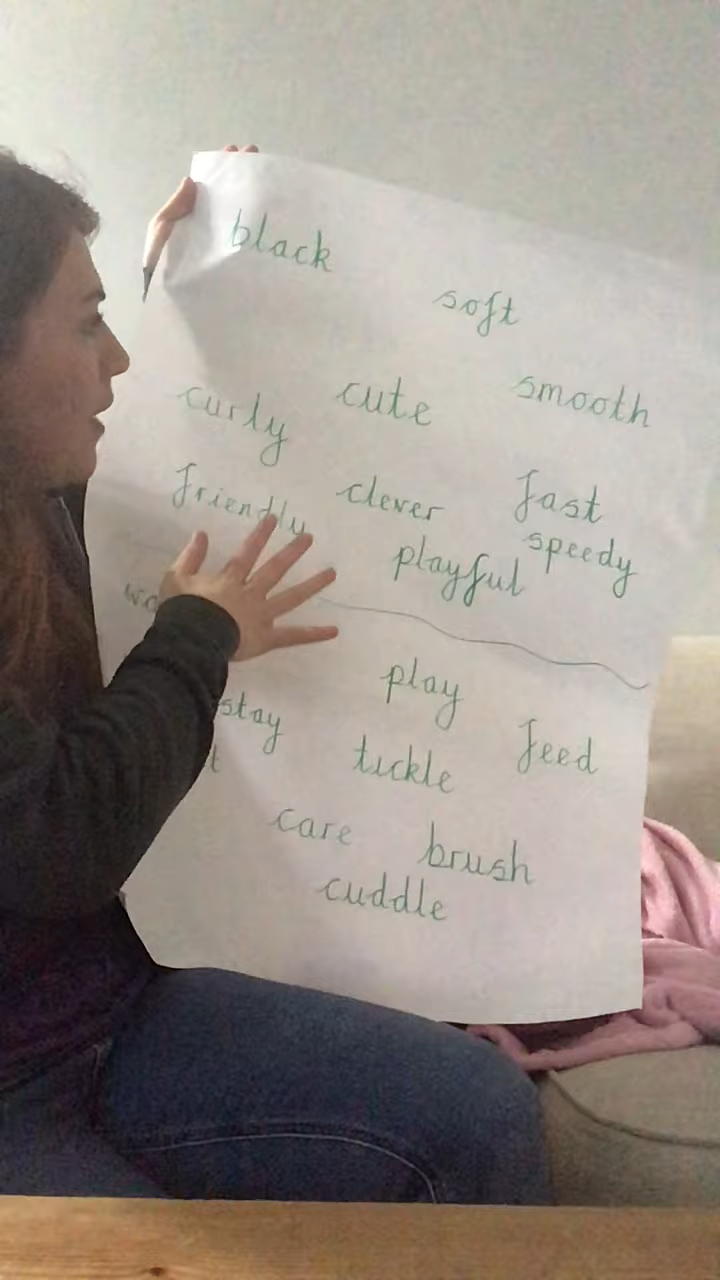 black
soft
curly cute smooth
friendly clever fast
playful speedy
play
stay tickle feed
care brush
cuddle